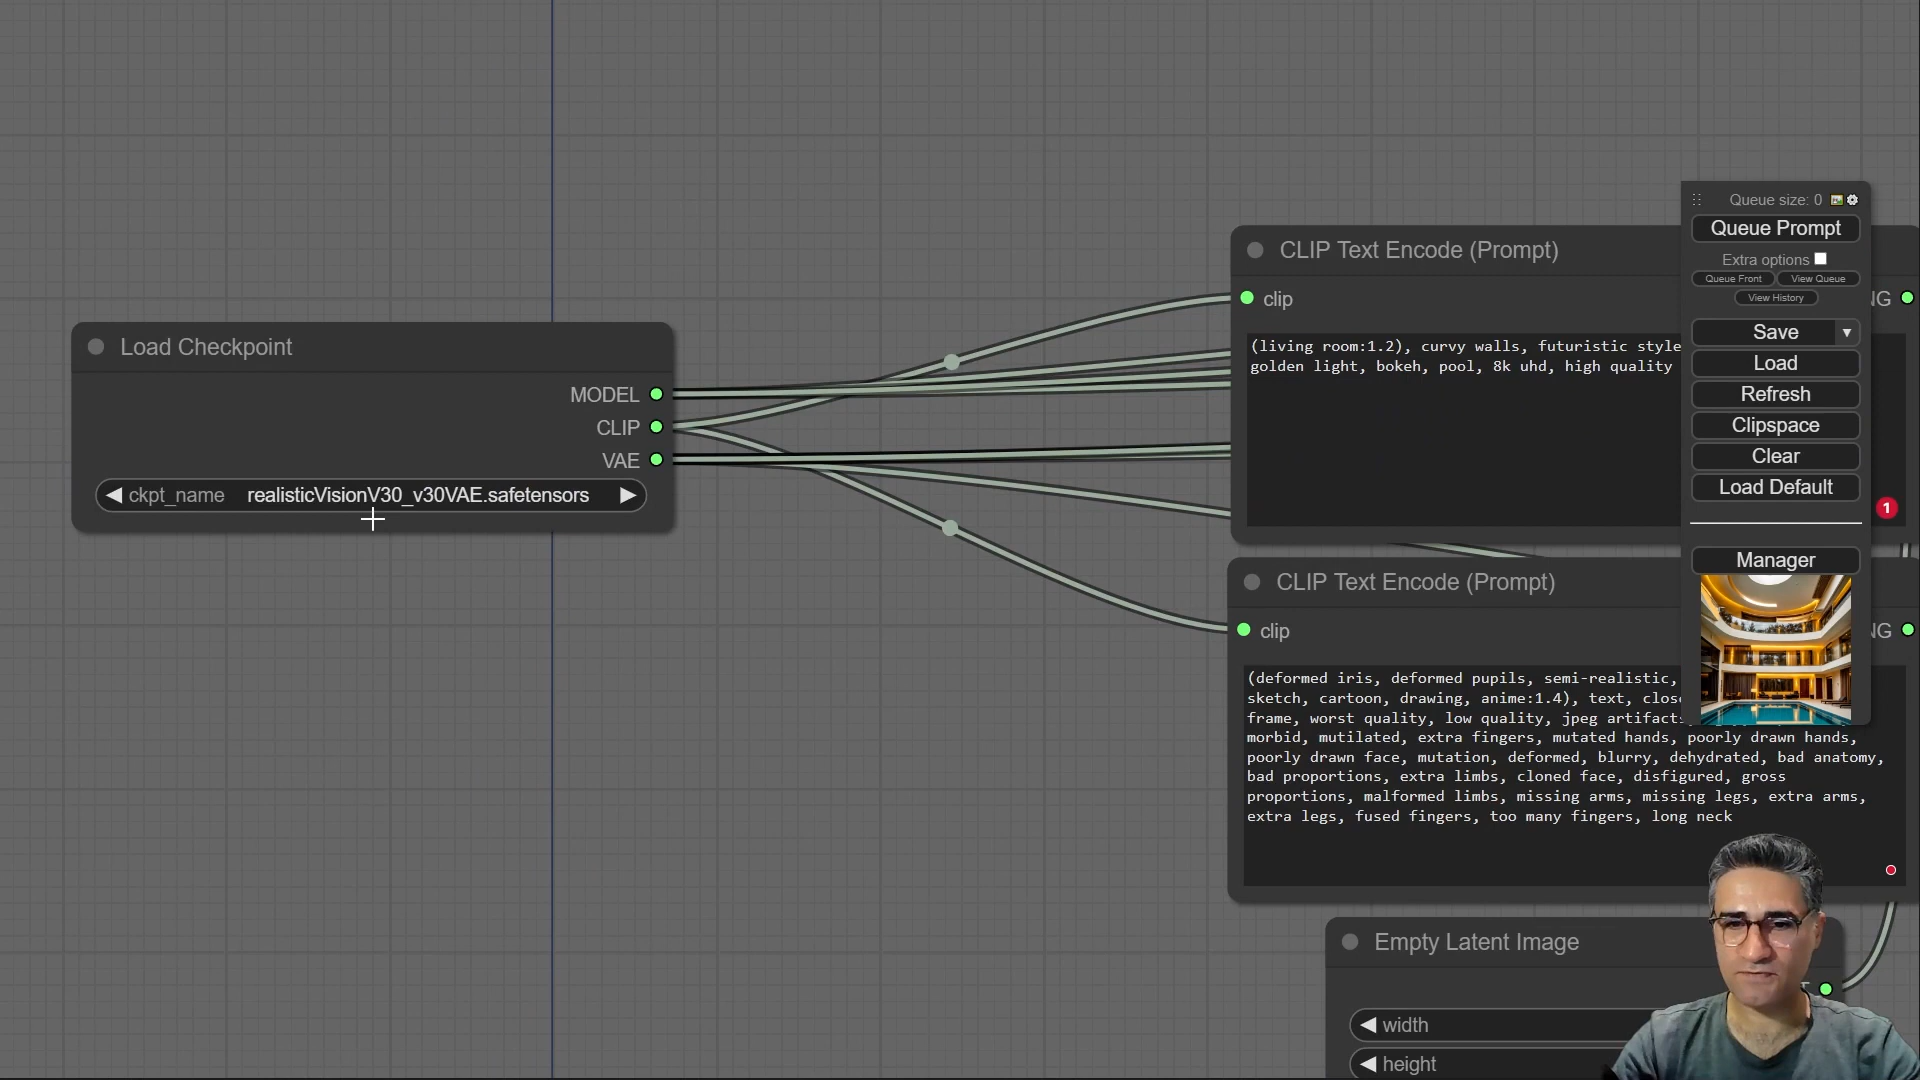 Load Checkpoint
MODEL
CLIP
VAE
ckpt_name realisticVisionV30_v30VAE.safetensors
CLIP Text Encode (Prompt)
clip
NG
(living room:1.2), curvy walls, futuristic style
golden light, bokeh, pool, 8k uhd, high quality
1
CLIP Text Encode (Prompt)
clip
NG
(deformed iris, deformed pupils, semi-realistic,
sketch, cartoon, drawing, anime:1.4), text, close
frame, worst quality, low quality, jpeg artifacts,
morbid, mutilated, extra fingers, mutated hands, poorly drawn hands,
poorly drawn face, mutation, deformed, blurry, dehydrated, bad anatomy,
bad proportions, extra limbs, cloned face, disfigured, gross
proportions, malformed limbs, missing arms, missing legs, extra arms,
extra legs, fused fingers, too many fingers, long neck
Empty Latent Image
width
height
Queue size: 0
Queue Prompt
Extra options
Queue Front View Queue
View History
Save
Load
Refresh
Clipspace
Clear
Load Default
Manager